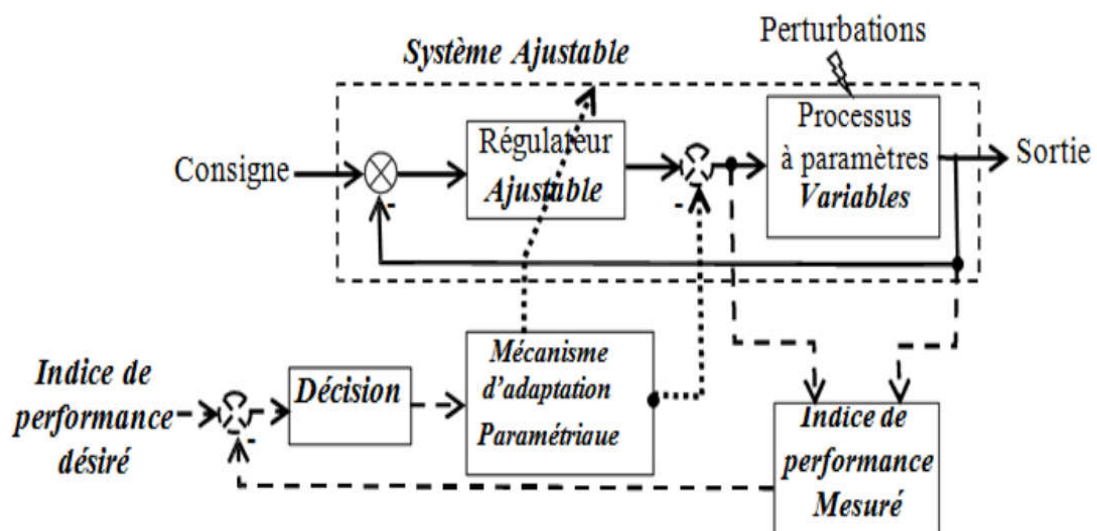 Perturbations
Système Ajustable
Consigne
-
Régulateur
Ajustable
-
Processus
à paramètres
Variables
Sortie
Indice de
performance
désiré
-
Décision
Mécanisme
d'adaptation
Paramétriaue
Indice de
performance
Mesuré